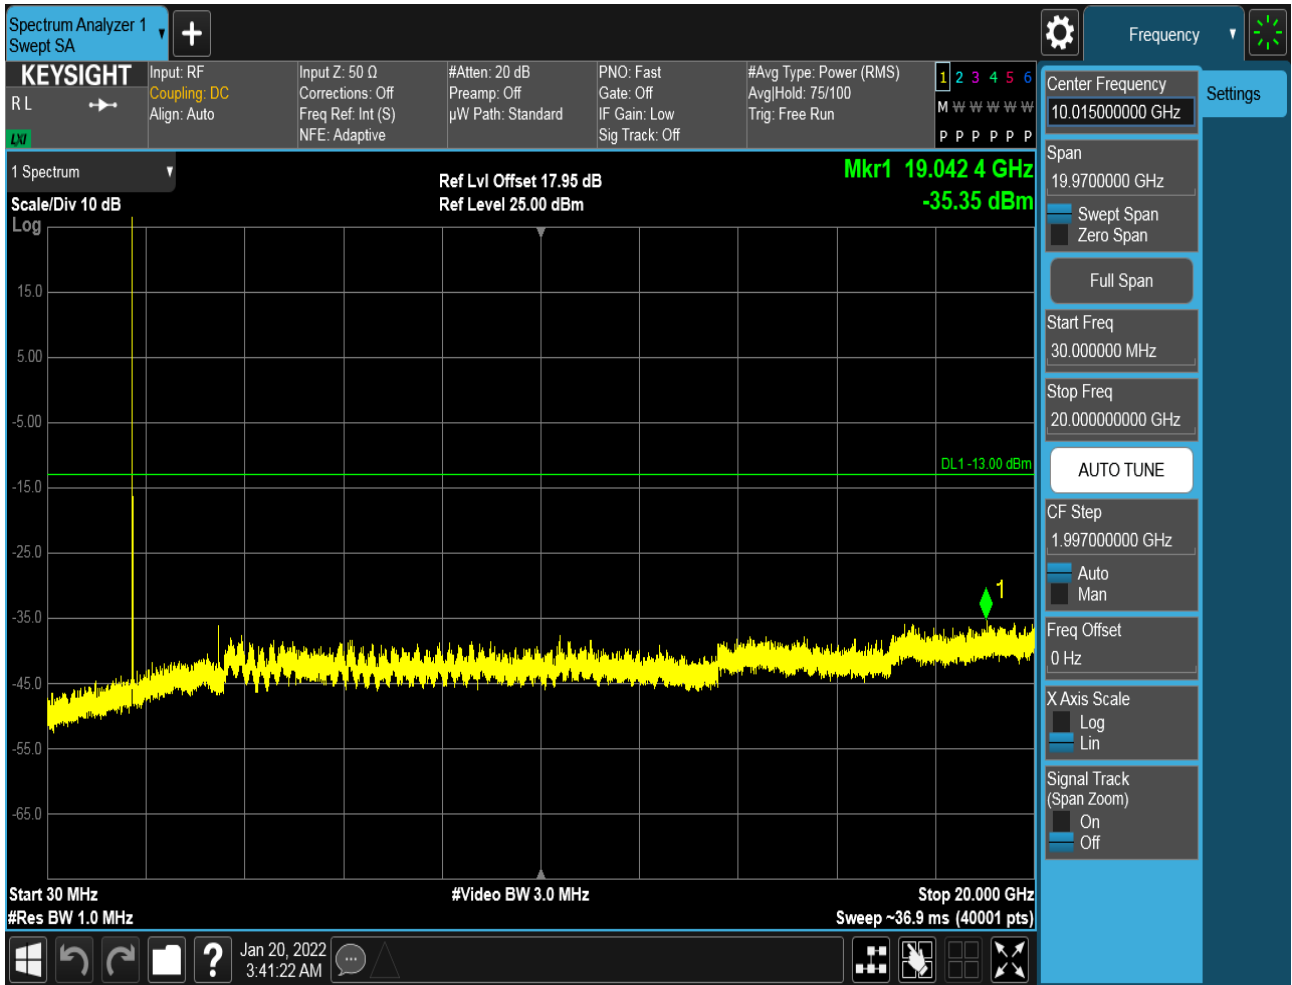 Spectrum Analyzer 1
Swept SA
Frequency
KEYSIGHT
R L
LXI
Input: RF
Coupling: DC
Align: Auto
Input Z: 50 Ω
Corrections: Off
Freq Ref: Int (S)
NFE: Adaptive
#Atten: 20 dB
Preamp: Off
µW Path: Standard
PNO: Fast
Gate: Off
IF Gain: Low
Sig Track: Off
#Avg Type: Power (RMS)
Avg|Hold: 75/100
Trig: Free Run
1 2 3 4 5 6
M W W W W W
P P P P P P
1 Spectrum
Scale/Div 10 dB
Log
Ref Lvl Offset 17.95 dB
Ref Level 25.00 dBm
Mkr1 19.042 4 GHz
-35.35 dBm
15.0
5.00
-5.00
-15.0
-25.0
-35.0
-45.0
-55.0
-65.0
DL1 -13.00 dBm
1
Start 30 MHz
#Res BW 1.0 MHz
#Video BW 3.0 MHz
Stop 20.000 GHz
Sweep ~36.9 ms (40001 pts)
Jan 20, 2022
3:41:22 AM
Center Frequency
10.015000000 GHz
Settings
Span
19.9700000 GHz
Swept Span
Zero Span
Full Span
Start Freq
30.000000 MHz
Stop Freq
20.000000000 GHz
AUTO TUNE
CF Step
1.997000000 GHz
Auto
Man
Freq Offset
0 Hz
X Axis Scale
Log
Lin
Signal Track
(Span Zoom)
On
Off